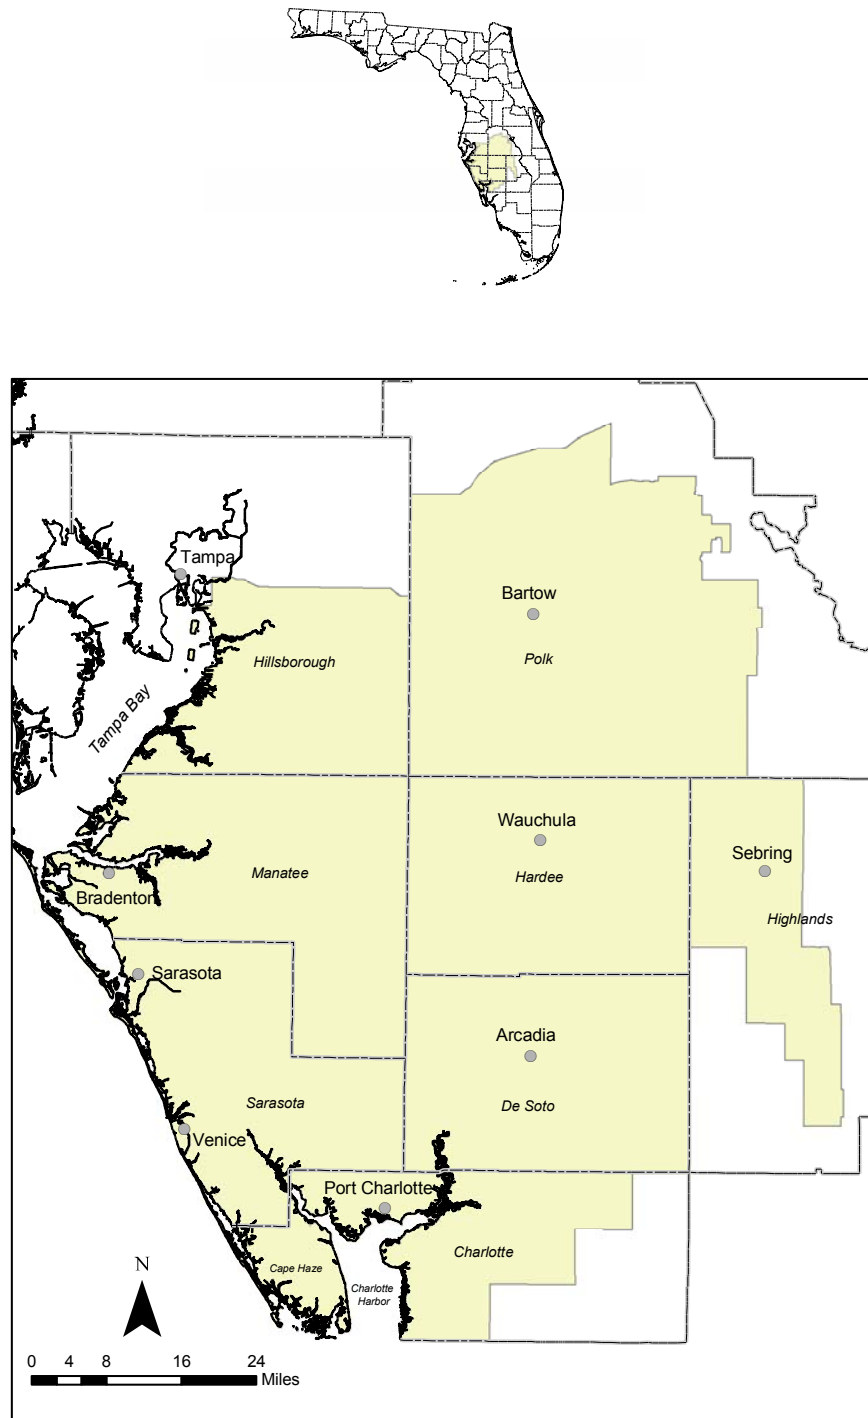 Tampa
Bartow
Hillsborough
Polk
Tampa Bay
Wauchula
Sebring
Manatee
Hardee
Bradenton
Highlands
Sarasota
Arcadia
Sarasota
De Soto
Venice
Port Charlotte
Charlotte
Cape Haze
N
Charlotte
Harbor
0 4 8 16 24
Miles